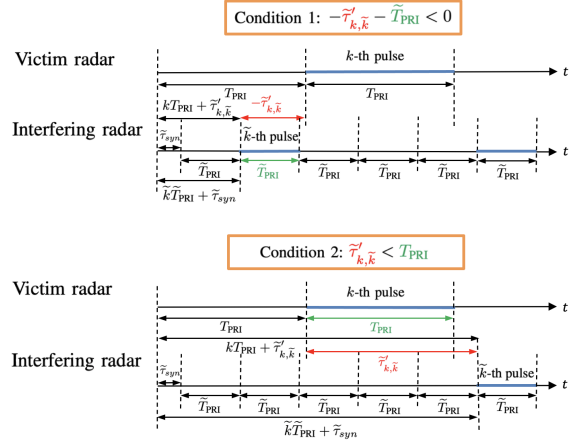 Condition 1: −τ̃′ₖ,ₖ̃ − T̃_PRI < 0
Victim radar
k-th pulse
t
T_PRI
T_PRI
kT_PRI + τ̃′ₖ,ₖ̃
−τ̃′ₖ,ₖ̃
Interfering radar
τ̃_syn
k̃-th pulse
t
T̃_PRI
T̃_PRI
T̃_PRI
T̃_PRI
T̃_PRI
T̃_PRI
k̃T̃_PRI + τ̃_syn
Condition 2: τ̃′ₖ,ₖ̃ < T_PRI
Victim radar
k-th pulse
t
T_PRI
T_PRI
kT_PRI + τ̃′ₖ,ₖ̃
τ̃′ₖ,ₖ̃
Interfering radar
τ̃_syn
k̃-th pulse
t
T̃_PRI
T̃_PRI
T̃_PRI
T̃_PRI
T̃_PRI
T̃_PRI
k̃T̃_PRI + τ̃_syn